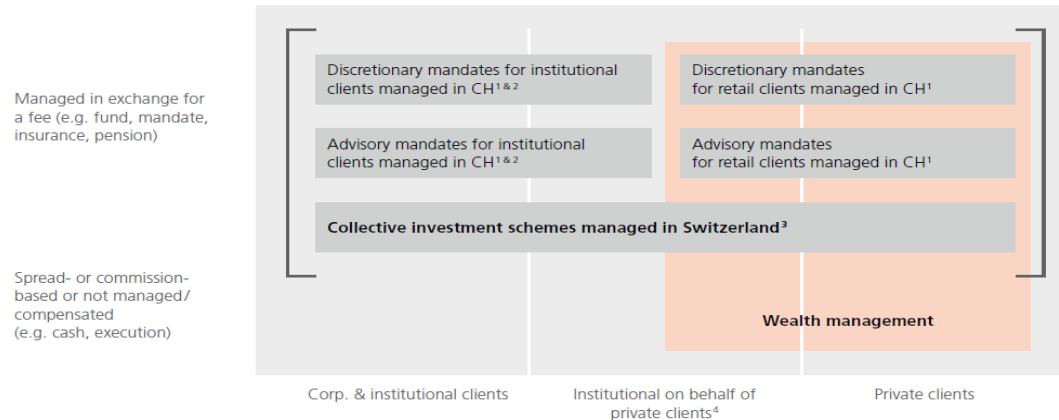 Managed in exchange for
a fee (e.g. fund, mandate,
insurance, pension)
Discretionary mandates for institutional
clients managed in CH¹ ᪲
Discretionary mandates
for retail clients managed in CH¹
Advisory mandates for institutional
clients managed in CH¹ ᪲
Advisory mandates
for retail clients managed in CH¹
Collective investment schemes managed in Switzerland³
Spread- or commission-
based or not managed/
compensated
(e.g. cash, execution)
Wealth management
Corp. & institutional clients
Institutional on behalf of
private clients⁴
Private clients